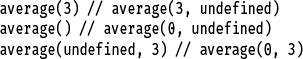 average(3) // average(3, undefined)
average() // average(0, undefined)
average(undefined, 3) // average(0, 3)